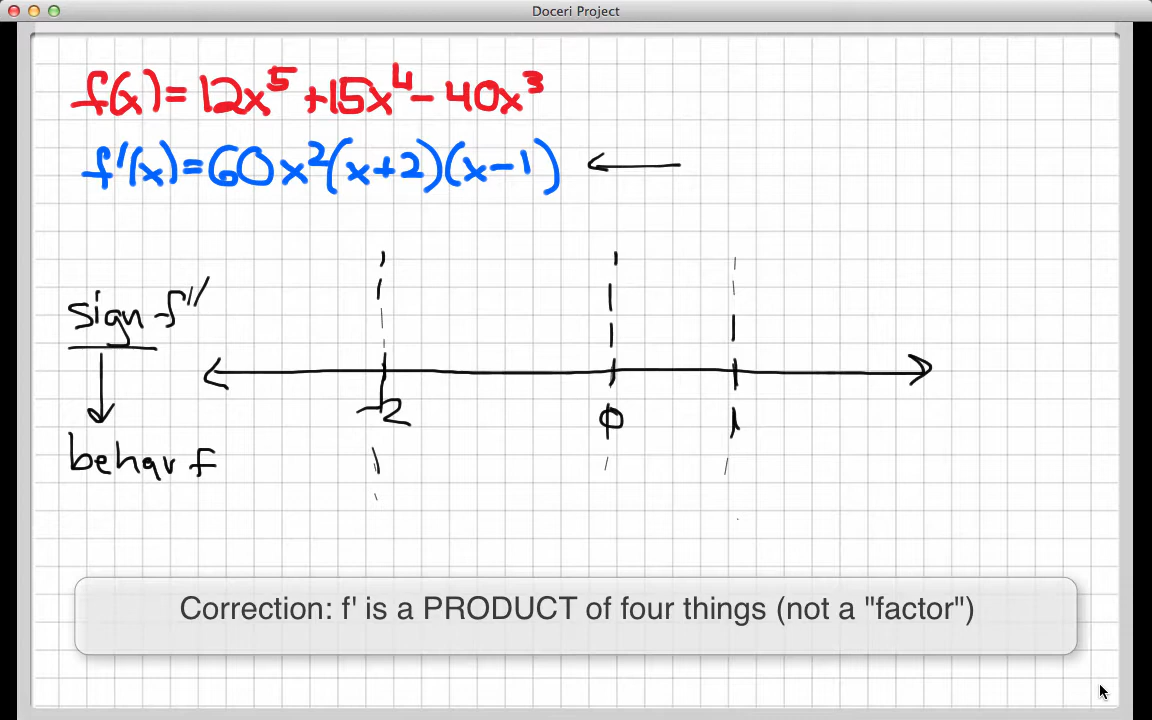 Doceri Project
f(x) = 12x⁵ + 15x⁴ - 40x³
f'(x) = 60x²(x+2)(x-1)
sign f''
-2 0 1
behav f
Correction: f' is a PRODUCT of four things (not a "factor")